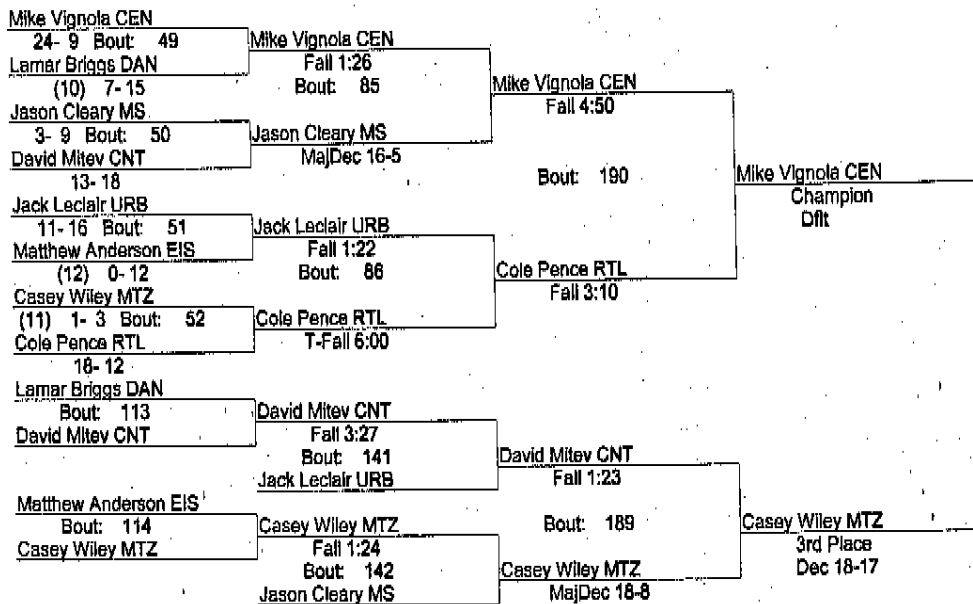 Mike Vignola CEN
24- 9 Bout: 49
Lamar Briggs DAN
(10) 7- 15
Jason Cleary MS
3- 9 Bout: 50
David Mitev CNT
13- 18
Jack Leclair URB
11- 16 Bout: 51
Matthew Anderson EIS
(12) 0- 12
Casey Wiley MTZ
(11) 1- 3 Bout: 52
Cole Pence RTL
18- 12
Mike Vignola CEN
Fall 1:26
Bout: 85
Jason Cleary MS
MajDec 16-5
Jack Leclair URB
Fall 1:22
Bout: 86
Cole Pence RTL
T-Fall 6:00
Mike Vignola CEN
Fall 4:50
Bout: 190
Cole Pence RTL
Fall 3:10
Mike Vignola CEN
Champion
Dflt
Lamar Briggs DAN
Bout: 113
David Mitev CNT
Matthew Anderson EIS
Bout: 114
Casey Wiley MTZ
David Mitev CNT
Fall 3:27
Bout: 141
Jack Leclair URB
Casey Wiley MTZ
Fall 1:24
Bout: 142
Jason Cleary MS
David Mitev CNT
Fall 1:23
Bout: 189
Casey Wiley MTZ
MajDec 18-8
Casey Wiley MTZ
3rd Place
Dec 18-17